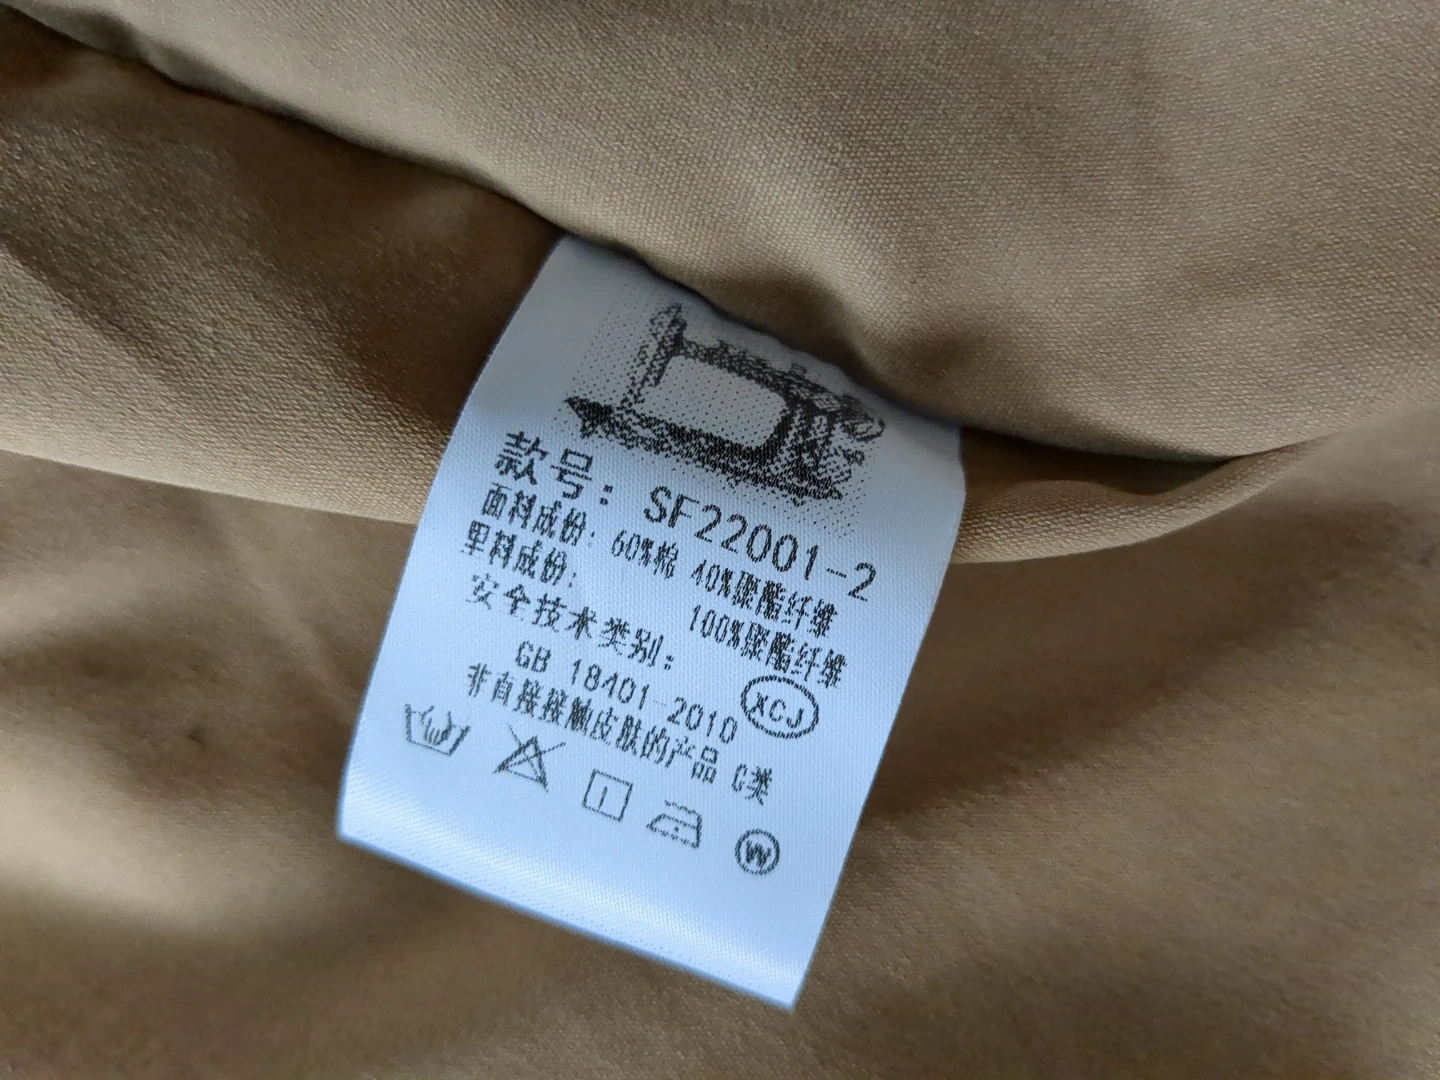 款号: SF22001-2
面料成份: 60%棉 40%聚酯纤维
里料成份: 100%聚酯纤维
安全技术类别:
GB 18401-2010 XCJ
非直接接触皮肤的产品 C类
W